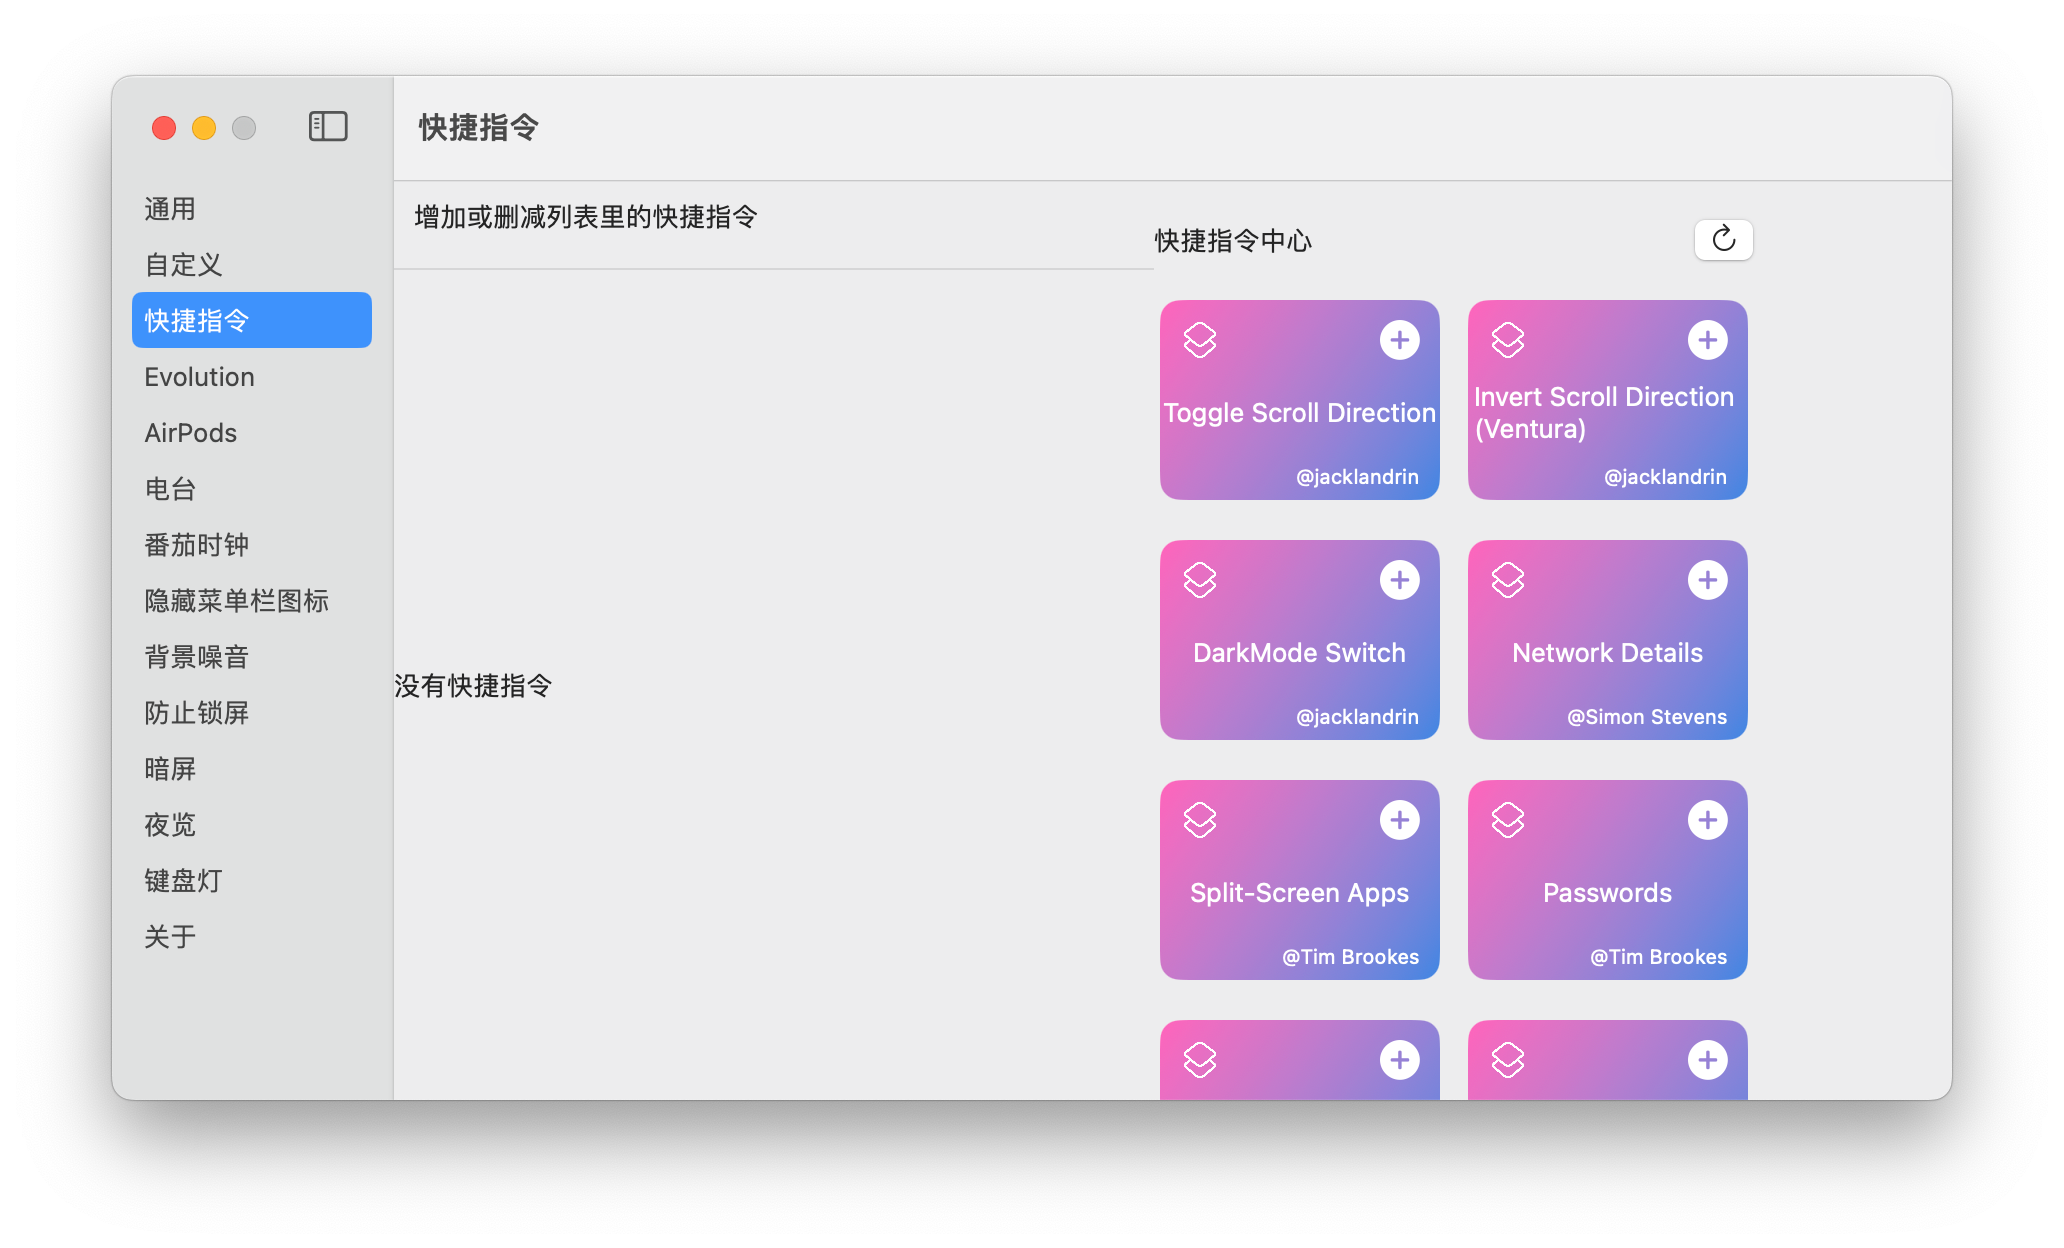 快捷指令
通用
自定义
快捷指令
Evolution
AirPods
电台
番茄时钟
隐藏菜单栏图标
背景噪音
防止锁屏
暗屏
夜览
键盘灯
关于
增加或删减列表里的快捷指令
没有快捷指令
快捷指令中心
Toggle Scroll Direction
@jacklandrin
Invert Scroll Direction
(Ventura)
@jacklandrin
DarkMode Switch
@jacklandrin
Network Details
@Simon Stevens
Split-Screen Apps
@Tim Brookes
Passwords
@Tim Brookes